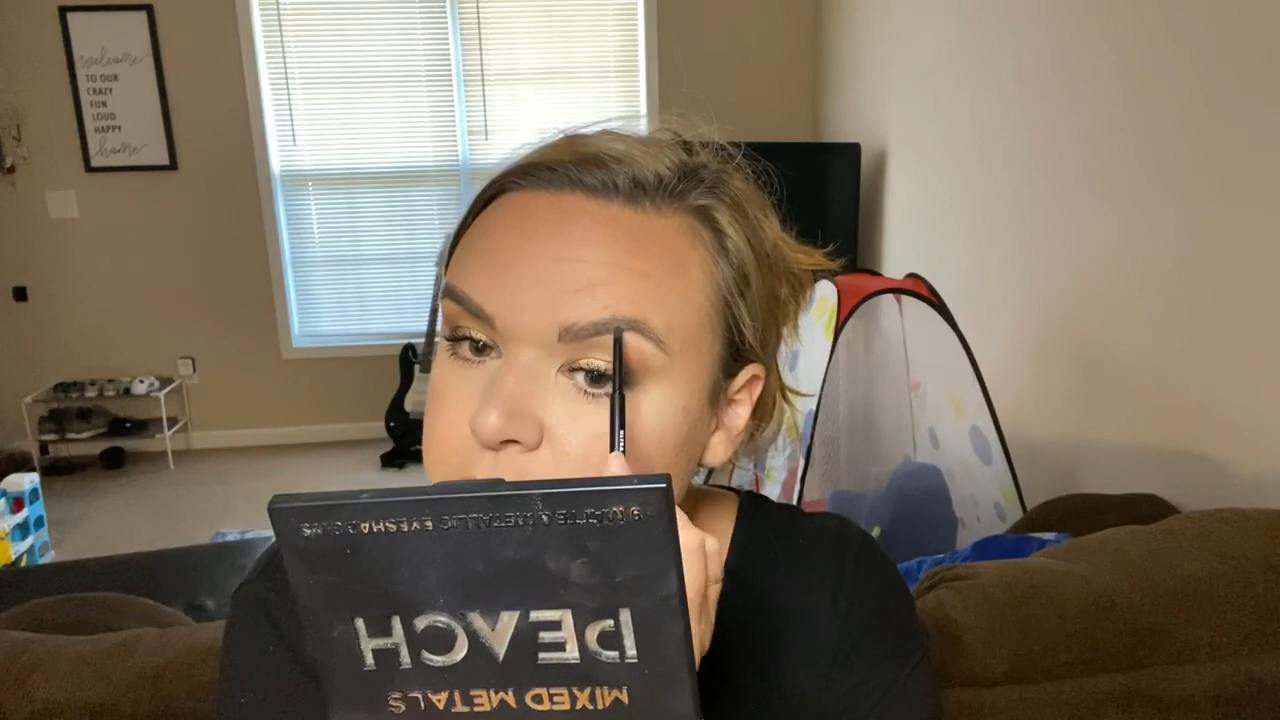 welcome
TO OUR
CRAZY
FUN
LOUD
HAPPY
home
9 MATTE & METALLIC EYESHADOWS
PEACH
MIXED METALS